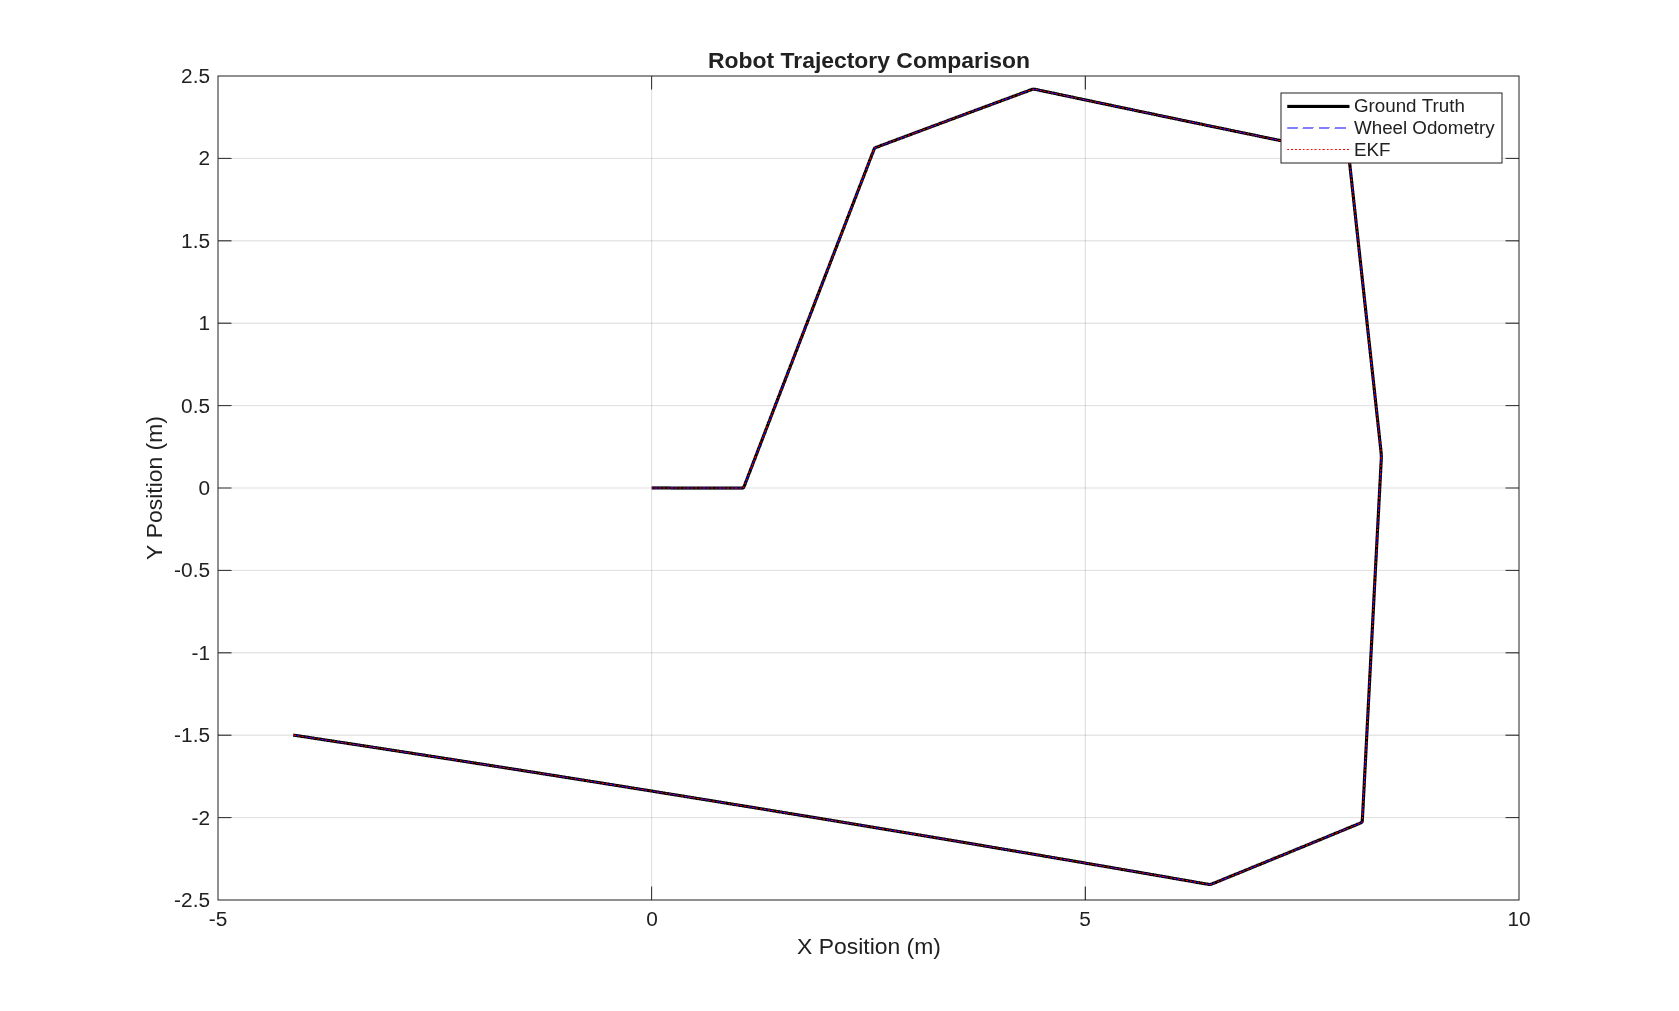 Robot Trajectory Comparison
2.5
2
1.5
1
0.5
0
-0.5
-1
-1.5
-2
-2.5
Y Position (m)
Ground Truth
Wheel Odometry
EKF
-5
0
5
10
X Position (m)